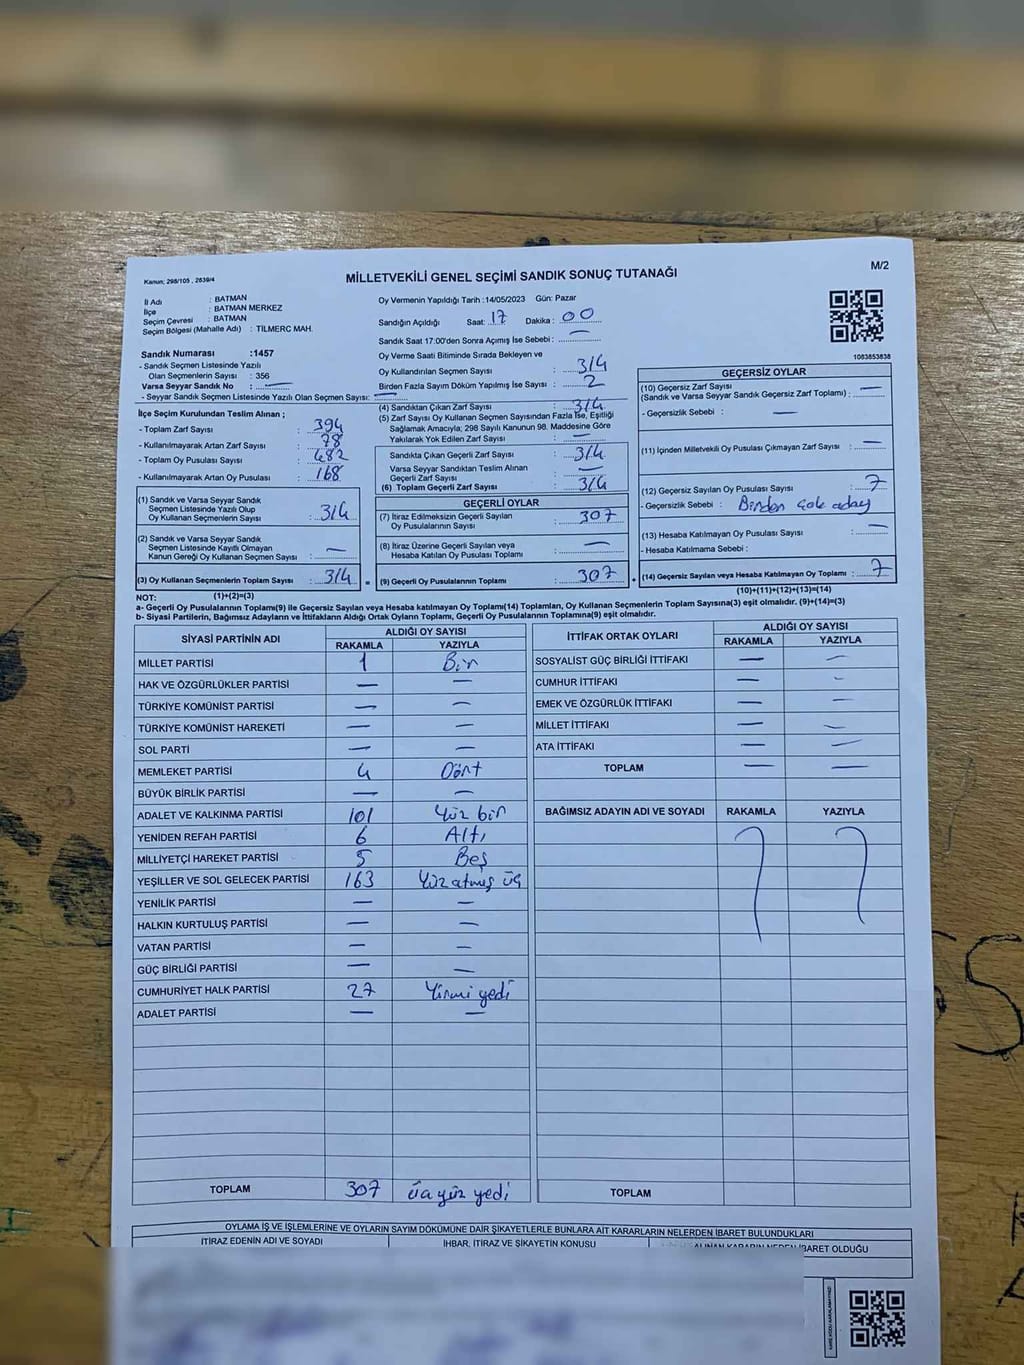 Kanun; 298/105 , 2839/4
MİLLETVEKİLİ GENEL SEÇİMİ SANDIK SONUÇ TUTANAĞI
M/2
İl Adı : BATMAN
İlçe : BATMAN MERKEZ
Seçim Çevresi : BATMAN
Seçim Bölgesi (Mahalle Adı) : TİLMERC MAH.
Oy Vermenin Yapıldığı Tarih :14/05/2023 Gün: Pazar
Sandığın Açıldığı Saat: 17 Dakika : 00
Sandık Saat 17:00'den Sonra Açımış İse Sebebi : —
Oy Verme Saati Bitiminde Sırada Bekleyen ve
Oy Kullandırılan Seçmen Sayısı : 314
Birden Fazla Sayım Döküm Yapılmış İse Sayısı : 2
1083853838
Sandık Numarası :1457
- Sandık Seçmen Listesinde Yazılı
Olan Seçmenlerin Sayısı : 356
Varsa Seyyar Sandık No : —
- Seyyar Sandık Seçmen Listesinde Yazılı Olan Seçmen Sayısı: —
İlçe Seçim Kurulundan Teslim Alınan ;
- Toplam Zarf Sayısı : 394
- Kullanılmayarak Artan Zarf Sayısı : 78
- Toplam Oy Pusulası Sayısı : 482
- Kullanılmayarak Artan Oy Pusulası : 168
(4) Sandıktan Çıkan Zarf Sayısı : 314
(5) Zarf Sayısı Oy Kullanan Seçmen Sayısından Fazla İse, Eşitliği
Sağlamak Amacıyla; 298 Sayılı Kanunun 98. Maddesine Göre
Yakılarak Yok Edilen Zarf Sayısı : —
Sandıkta Çıkan Geçerli Zarf Sayısı : 314
Varsa Seyyar Sandıktan Teslim Alınan
Geçerli Zarf Sayısı : —
(6) Toplam Geçerli Zarf Sayısı : 314
GEÇERSİZ OYLAR
(10) Geçersiz Zarf Sayısı
(Sandık ve Varsa Seyyar Sandık Geçersiz Zarf Toplamı) : —
- Geçersizlik Sebebi : —
(11) İçinden Milletvekili Oy Pusulası Çıkmayan Zarf Sayısı : —
(12) Geçersiz Sayılan Oy Pusulası Sayısı : 7
- Geçersizlik Sebebi : Birden çok aday
(13) Hesaba Katılmayan Oy Pusulası Sayısı : —
- Hesaba Katılmama Sebebi :
(14) Geçersiz Sayılan veya Hesaba Katılmayan Oy Toplamı : 7
(10)+(11)+(12)+(13)=(14)
(1) Sandık ve Varsa Seyyar Sandık
Seçmen Listesinde Yazılı Olup
Oy Kullanan Seçmenlerin Sayısı : 314
(2) Sandık ve Varsa Seyyar Sandık
Seçmen Listesinde Kayıtlı Olmayan
Kanun Gereği Oy Kullanan Seçmen Sayısı : —
(3) Oy Kullanan Seçmenlerin Toplam Sayısı : 314 =
(1)+(2)=(3)
GEÇERLİ OYLAR
(7) İtiraz Edilmeksizin Geçerli Sayılan
Oy Pusulalarının Sayısı : 307
(8) İtiraz Üzerine Geçerli Sayılan veya
Hesaba Katılan Oy Pusulası Toplamı : —
(9) Geçerli Oy Pusulalarının Toplamı : 307 +
NOT:
a- Geçerli Oy Pusulalarının Toplamı(9) ile Geçersiz Sayılan veya Hesaba katılmayan Oy Toplamı(14) Toplamları, Oy Kullanan Seçmenlerin Toplam Sayısına(3) eşit olmalıdır. (9)+(14)=(3)
b- Siyasi Partilerin, Bağımsız Adayların ve İttifakların Aldığı Ortak Oyların Toplamı, Geçerli Oy Pusulalarının Toplamına(9) eşit olmalıdır.
SİYASİ PARTİNİN ADI ALDIĞI OY SAYISI
RAKAMLA YAZIYLA
MİLLET PARTİSİ 1 Bir
HAK VE ÖZGÜRLÜKLER PARTİSİ — —
TÜRKİYE KOMÜNİST PARTİSİ — —
TÜRKİYE KOMÜNİST HAREKETİ — —
SOL PARTİ — —
MEMLEKET PARTİSİ 4 Dört
BÜYÜK BİRLİK PARTİSİ — —
ADALET VE KALKINMA PARTİSİ 101 Yüz bir
YENİDEN REFAH PARTİSİ 6 Altı
MİLLİYETÇİ HAREKET PARTİSİ 5 Beş
YEŞİLLER VE SOL GELECEK PARTİSİ 163 Yüz atmış üç
YENİLİK PARTİSİ — —
HALKIN KURTULUŞ PARTİSİ — —
VATAN PARTİSİ — —
GÜÇ BİRLİĞİ PARTİSİ — —
CUMHURİYET HALK PARTİSİ 27 Yirmi yedi
ADALET PARTİSİ — —
TOPLAM 307 üç yüz yedi
İTTİFAK ORTAK OYLARI ALDIĞI OY SAYISI
RAKAMLA YAZIYLA
SOSYALİST GÜÇ BİRLİĞİ İTTİFAKI — —
CUMHUR İTTİFAKI — —
EMEK VE ÖZGÜRLÜK İTTİFAKI — —
MİLLET İTTİFAKI — —
ATA İTTİFAKI — —
TOPLAM — —
BAĞIMSIZ ADAYIN ADI VE SOYADI RAKAMLA YAZIYLA
TOPLAM
OYLAMA İŞ VE İŞLEMLERİNE VE OYLARIN SAYIM DÖKÜMÜNE DAİR ŞİKAYETLERLE BUNLARA AİT KARARLARIN NELERDEN İBARET BULUNDUKLARI
İTİRAZ EDENİN ADI VE SOYADI İHBAR, İTİRAZ VE ŞİKAYETİN KONUSU ALINAN KARARIN NEDEN İBARET OLDUĞU